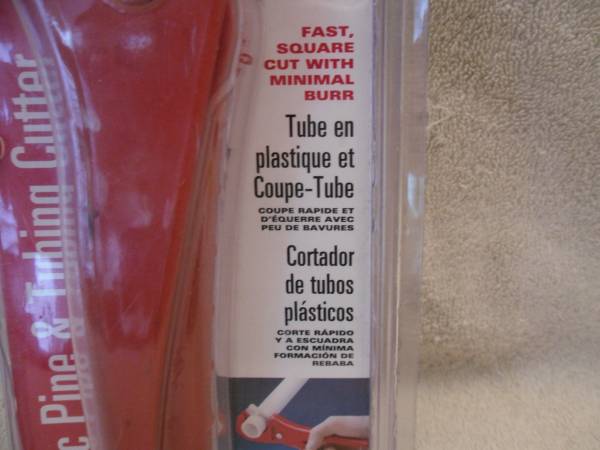 FAST,
SQUARE
CUT WITH
MINIMAL
BURR
Tube en
plastique et
Coupe-Tube
COUPE RAPIDE ET
D'ÉQUERRE AVEC
PEU DE BAVURES
Cortador
de tubos
plásticos
CORTE RÁPIDO
Y A ESCUADRA
CON MÍNIMA
FORMACIÓN DE
REBABA
c Pipe & Tubing Cutter